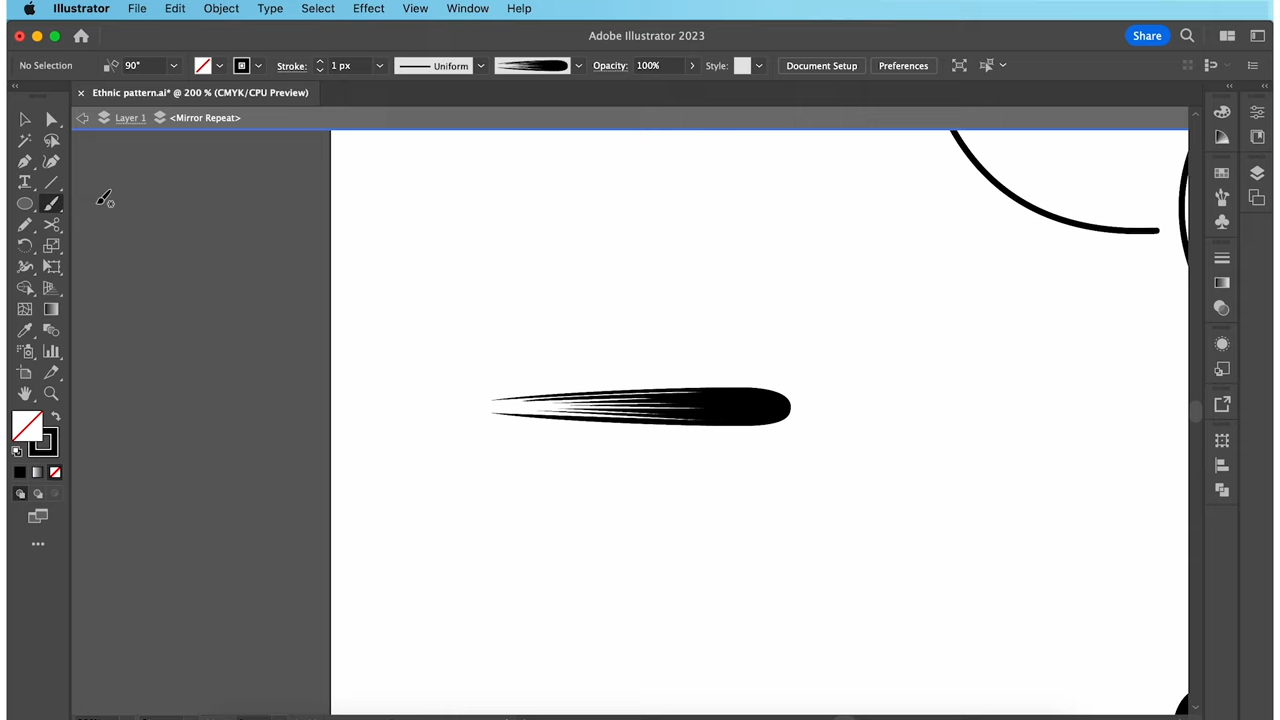 Illustrator File Edit Object Type Select Effect View Window Help
Adobe Illustrator 2023
Share
No Selection 90° Stroke: 1 px Uniform Opacity: 100% Style: Document Setup Preferences
Ethnic pattern.ai* @ 200 % (CMYK/CPU Preview)
Layer 1 <Mirror Repeat>